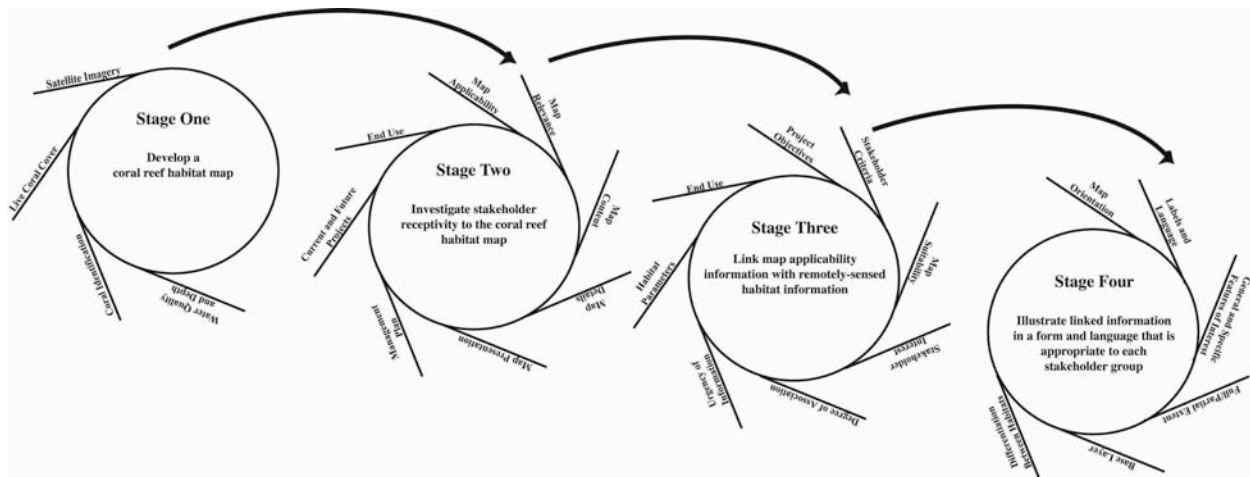 Stage One
Develop a
coral reef habitat map
Satellite Imagery
Live Coral Cover
Coral Identification
Water Quality
and Depth
Stage Two
Investigate stakeholder
receptivity to the coral reef
habitat map
Map
Relevance
Map
Applicability
End Use
Current and Future
Projects
Management
Plan
Map Presentation
Map
Details
Map
Content
Stage Three
Link map applicability
information with remotely-sensed
habitat information
Stakeholder
Criteria
Project
Objectives
End Use
Habitat
Parameters
Urgency of
Information
Degree of Association
Stakeholder
Interest
Map
Suitability
Stage Four
Illustrate linked information
in a form and language that is
appropriate to each
stakeholder group
Labels and
Language
Map
Orientation
Differentiation
Between Habitats
Base Layer
Full/Partial Extent
General and Specific
Features of Interest